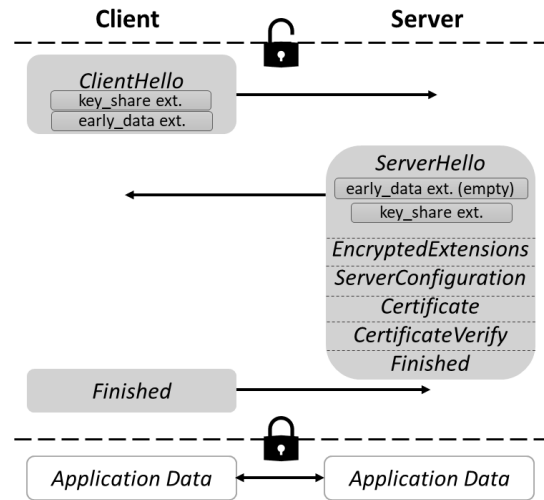 Client Server
ClientHello
key_share ext.
early_data ext.
ServerHello
early_data ext. (empty)
key_share ext.
EncryptedExtensions
ServerConfiguration
Certificate
CertificateVerify
Finished
Finished
Application Data Application Data